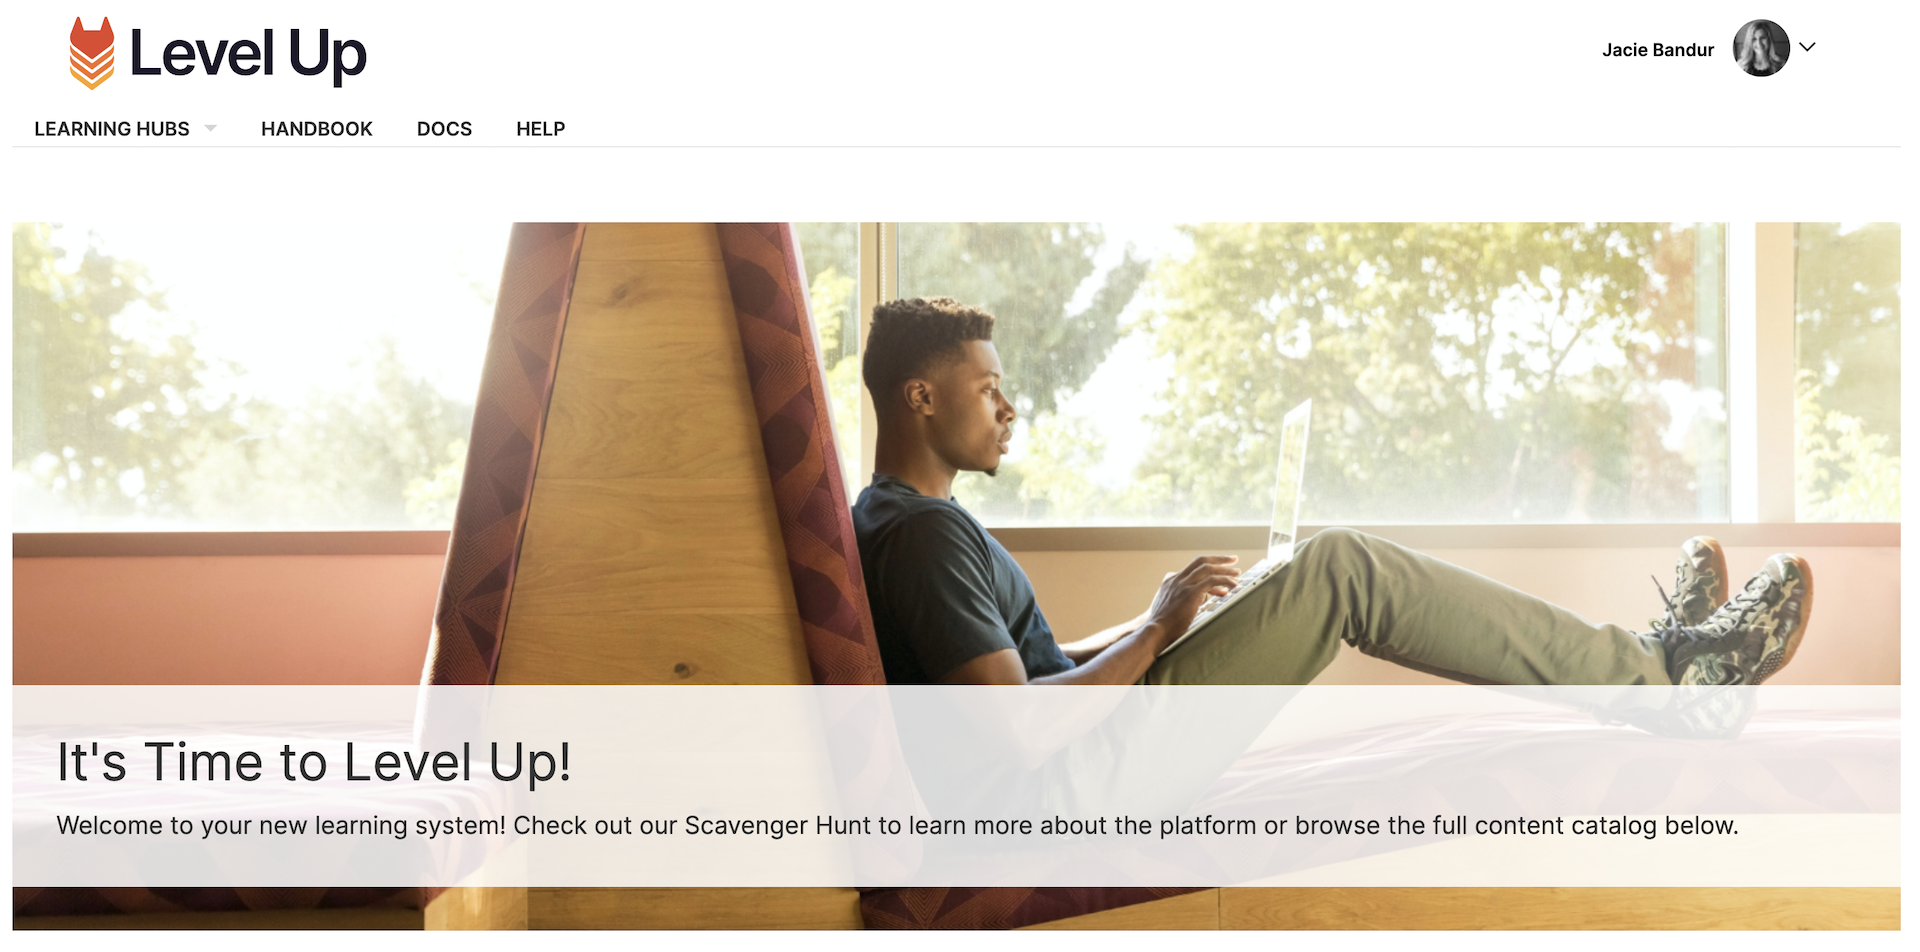 Level Up
Jacie Bandur
LEARNING HUBS HANDBOOK DOCS HELP
It's Time to Level Up!
Welcome to your new learning system! Check out our Scavenger Hunt to learn more about the platform or browse the full content catalog below.